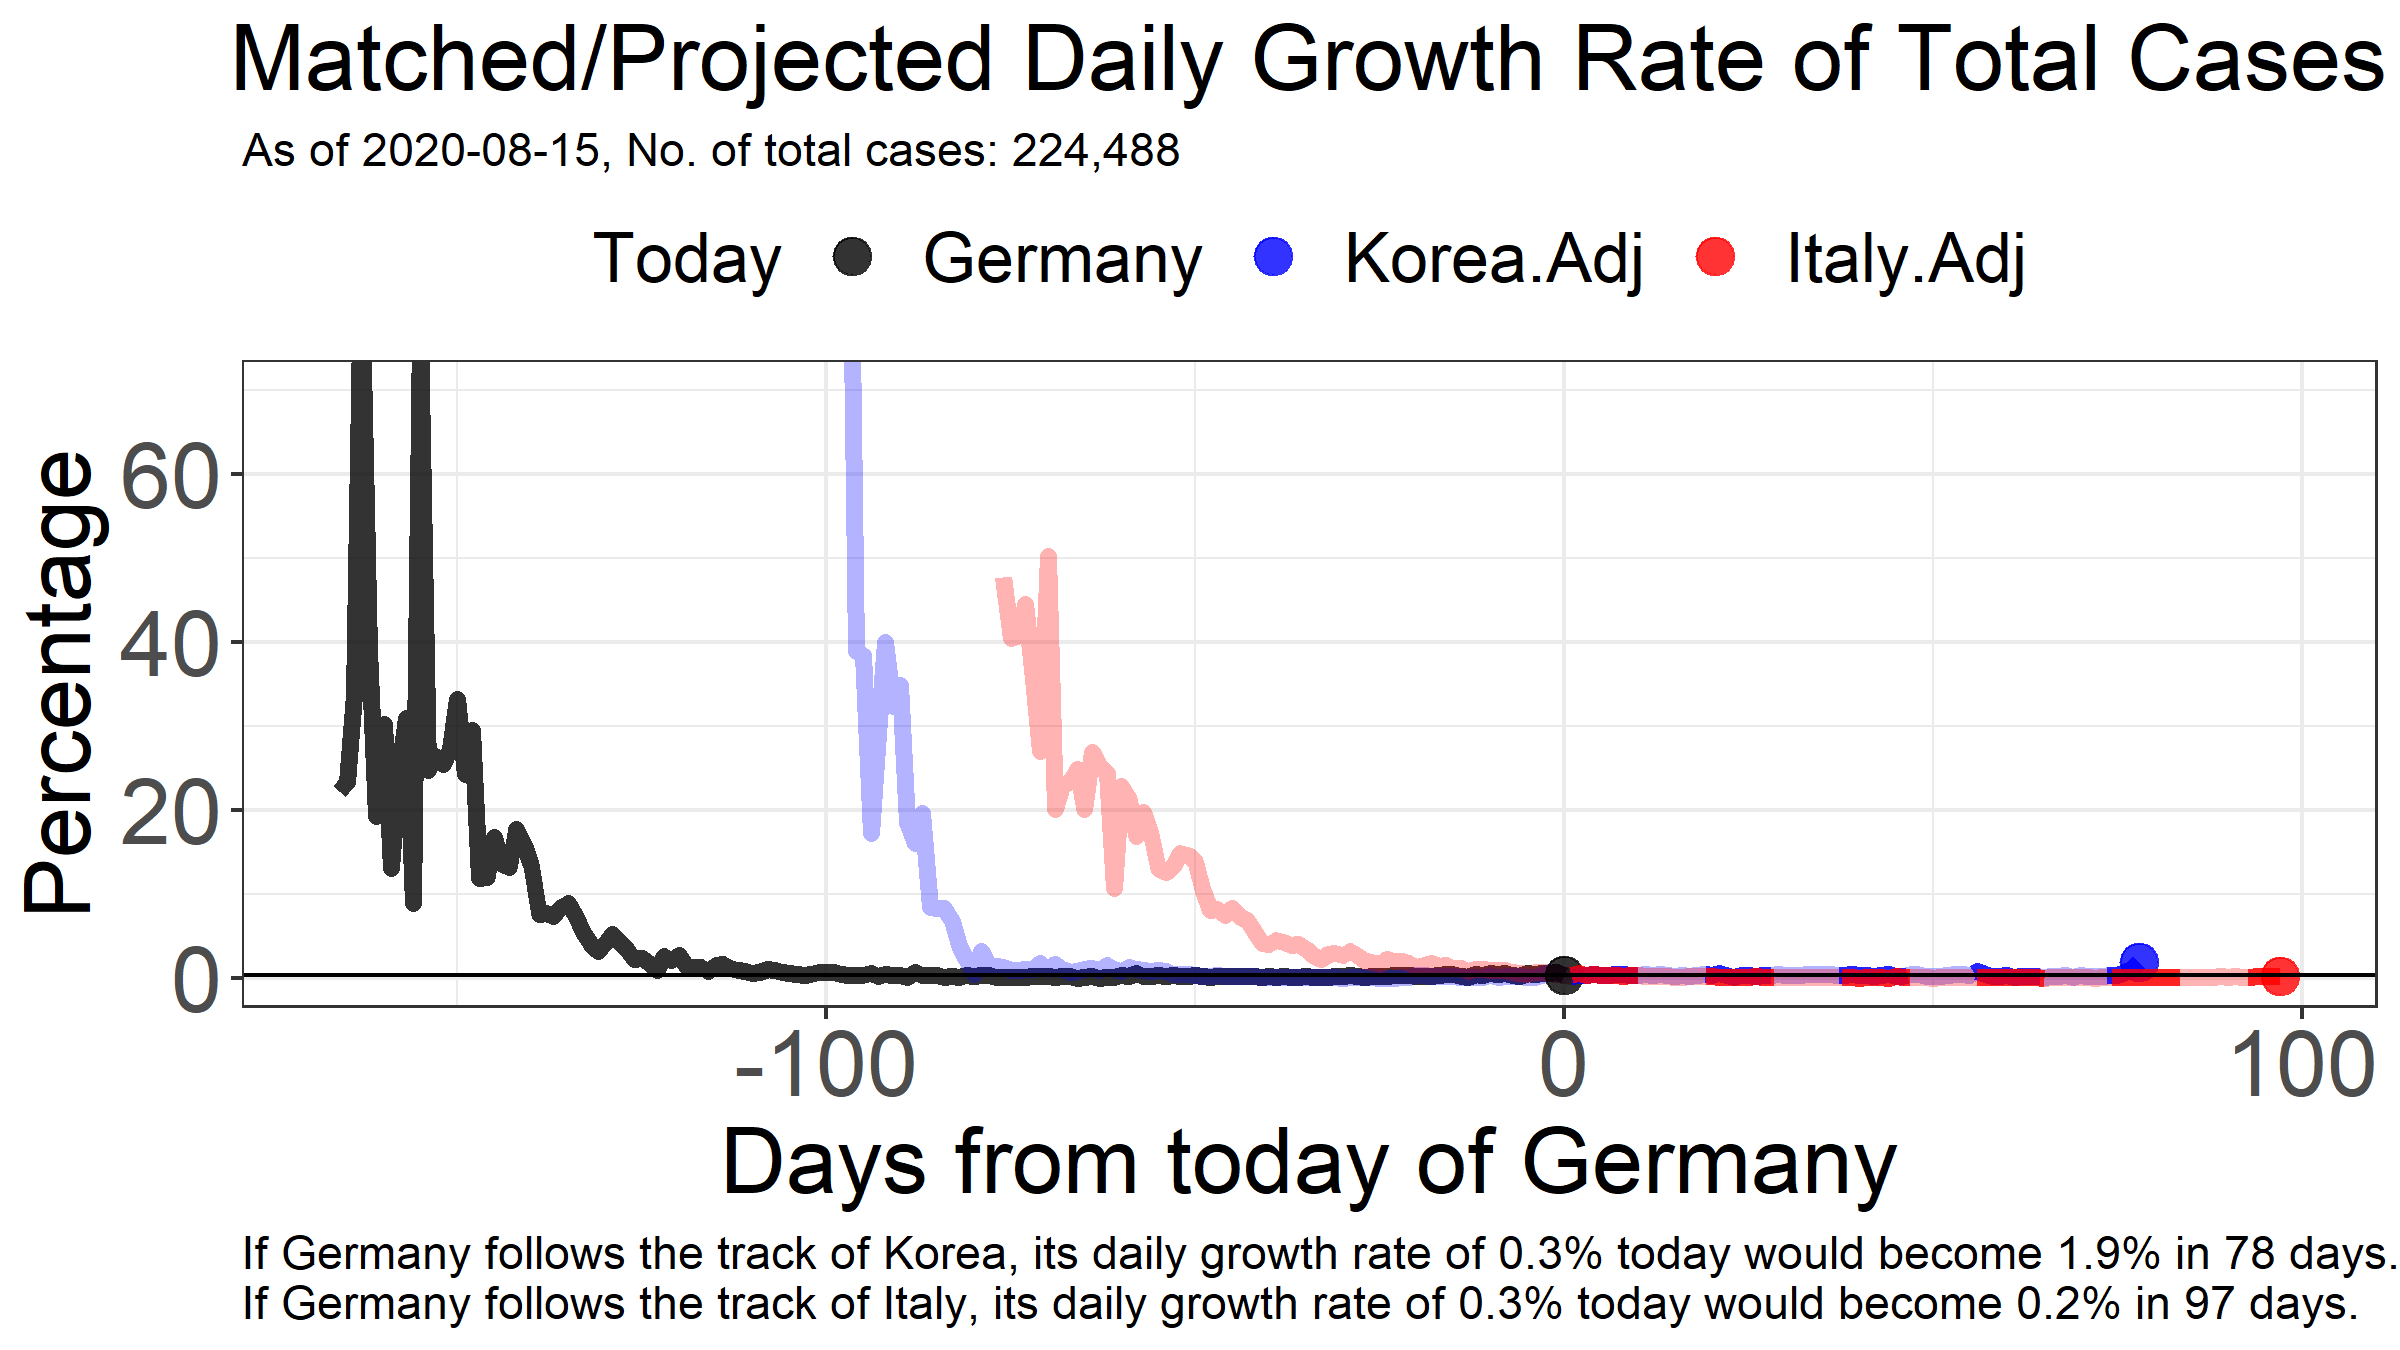 Matched/Projected Daily Growth Rate of Total Cases
As of 2020-08-15, No. of total cases: 224,488
Today Germany Korea.Adj Italy.Adj
Percentage
60
40
20
0
-100 0 100
Days from today of Germany
If Germany follows the track of Korea, its daily growth rate of 0.3% today would become 1.9% in 78 days.
If Germany follows the track of Italy, its daily growth rate of 0.3% today would become 0.2% in 97 days.